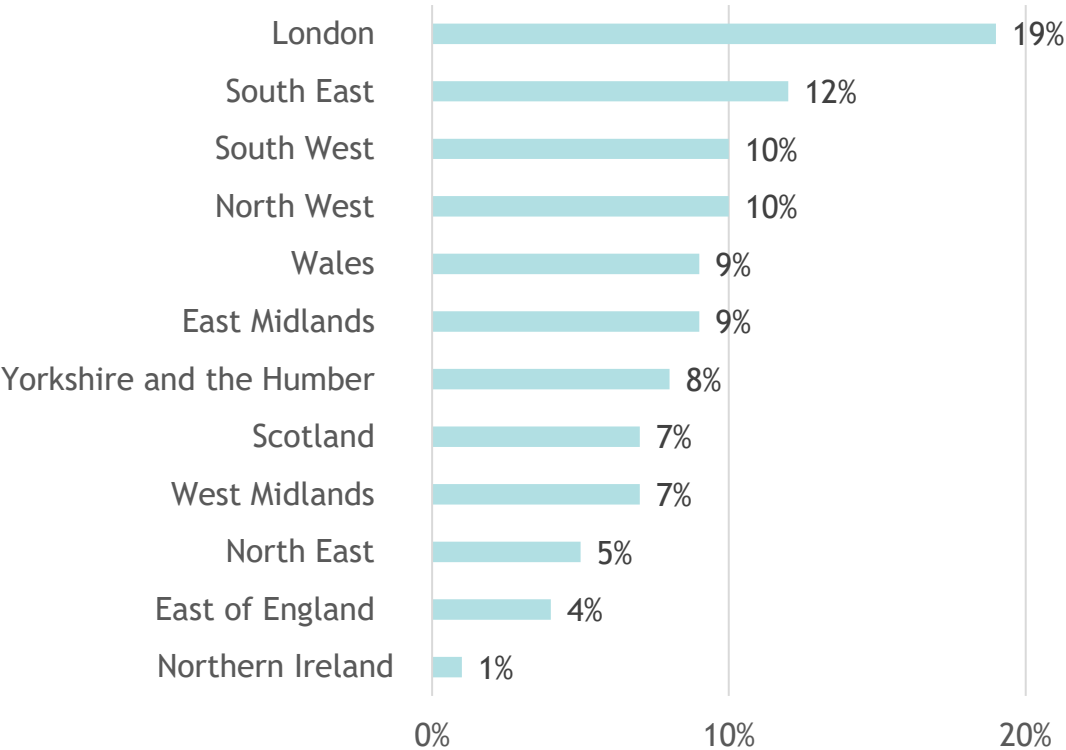 London 19%
South East 12%
South West 10%
North West 10%
Wales 9%
East Midlands 9%
Yorkshire and the Humber 8%
Scotland 7%
West Midlands 7%
North East 5%
East of England 4%
Northern Ireland 1%
0% 10% 20%